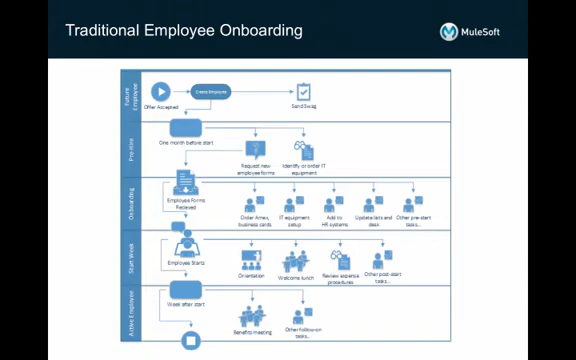 Traditional Employee Onboarding
MuleSoft
Future
Employee
Offer Accepted
Create Employee
Send Swag
Pre-Hire
One month before start
Request new
employee forms
Identify or order IT
equipment
Onboarding
Employee Forms
Recieved
Order Amex,
business cards
IT equipment
setup
Add to
HR systems
Update lists and
desk
Other pre-start
tasks...
Start Week
Employee Starts
Orientation
Welcome lunch
Review expense
procedures
Other post-start
tasks...
Active Employee
Week after start
Benefits meeting
Other follow-on
tasks...